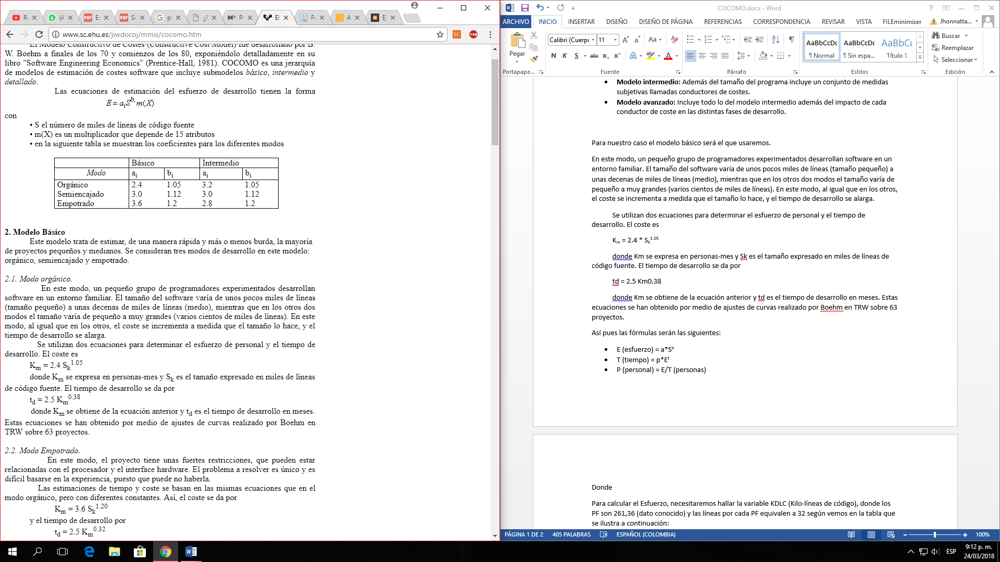 (4
PDF Es
PDF Se
¿F
MP
El
A
Ej
www.sc.ehu.es/jiwdocoj/mmis/cocomo.htm
SC
YAB
W. Boehm a finales de los 70 y comienzos de los 80, exponiéndolo detalladamente en su
libro "Software Engineering Economics" (Prentice-Hall, 1981). COCOMO es una jerarquía
de modelos de estimación de costes software que incluye submodelos básico, intermedio y
detallado.
Las ecuaciones de estimación del esfuerzo de desarrollo tienen la forma
E = aiS^bi m(X)
con
• S el número de miles de líneas de código fuente
• m(X) es un multiplicador que depende de 15 atributos
• en la siguiente tabla se muestran los coeficientes para los diferentes modos
Básico Intermedio
Modo ai bi ai bi
Orgánico 2.4 1.05 3.2 1.05
Semiencajado 3.0 1.12 3.0 1.12
Empotrado 3.6 1.2 2.8 1.2
2. Modelo Básico
Este modelo trata de estimar, de una manera rápida y más o menos burda, la mayoría
de proyectos pequeños y medianos. Se consideran tres modos de desarrollo en este modelo:
orgánico, semiencajado y empotrado.
2.1. Modo orgánico.
En este modo, un pequeño grupo de programadores experimentados desarrollan
software en un entorno familiar. El tamaño del software varía de unos pocos miles de líneas
(tamaño pequeño) a unas decenas de miles de líneas (medio), mientras que en los otros dos
modos el tamaño varía de pequeño a muy grandes (varios cientos de miles de líneas). En este
modo, al igual que en los otros, el coste se incrementa a medida que el tamaño lo hace, y el
tiempo de desarrollo se alarga.
Se utilizan dos ecuaciones para determinar el esfuerzo de personal y el tiempo de
desarrollo. El coste es
Km = 2.4 Sk^1.05
donde Km se expresa en personas-mes y Sk es el tamaño expresado en miles de líneas
de código fuente. El tiempo de desarrollo se da por
td = 2.5 Km^0.38
donde Km se obtiene de la ecuación anterior y td es el tiempo de desarrollo en meses.
Estas ecuaciones se han obtenido por medio de ajustes de curvas realizado por Boehm en
TRW sobre 63 proyectos.
2.2. Modo Empotrado.
En este modo, el proyecto tiene unas fuertes restricciones, que pueden estar
relacionadas con el procesador y el interface hardware. El problema a resolver es único y es
difícil basarse en la experiencia, puesto que puede no haberla.
Las estimaciones de tiempo y coste se basan en las mismas ecuaciones que en el
modo orgánico, pero con diferentes constantes. Así, el coste se da por
Km = 3.6 Sk^1.20
y el tiempo de desarrollo por
td = 2.5 Km^0.32
COCOMO.docx - Word
ARCHIVO INICIO INSERTAR DISEÑO DISEÑO DE PÁGINA REFERENCIAS CORRESPONDENCIA REVISAR VISTA FILEminimizer Jhonnatta...
Pegar
Calibri (Cuerpo 11 Aa
N K S abc x2 x2 A A
AaBbCcDc AaBbCcDc AaBbCc
¶ Normal ¶ Sin espa... Título 1
Buscar
Reemplazar
Seleccionar
Portapape... Fuente Párrafo Estilos Edición
• Modelo intermedio: Además del tamaño del programa incluye un conjunto de medidas
subjetivas llamadas conductores de costes.
• Modelo avanzado: Incluye todo lo del modelo intermedio además del impacto de cada
conductor de coste en las distintas fases de desarrollo.
Para nuestro caso el modelo básico será el que usaremos.
En este modo, un pequeño grupo de programadores experimentados desarrollan software en un
entorno familiar. El tamaño del software varía de unos pocos miles de líneas (tamaño pequeño) a
unas decenas de miles de líneas (medio), mientras que en los otros dos modos el tamaño varía de
pequeño a muy grandes (varios cientos de miles de líneas). En este modo, al igual que en los otros,
el coste se incrementa a medida que el tamaño lo hace, y el tiempo de desarrollo se alarga.
Se utilizan dos ecuaciones para determinar el esfuerzo de personal y el tiempo de
desarrollo. El coste es
Km = 2.4 * Sk^1.05
donde Km se expresa en personas-mes y Sk es el tamaño expresado en miles de líneas de
código fuente. El tiempo de desarrollo se da por
td = 2.5 Km0.38
donde Km se obtiene de la ecuación anterior y td es el tiempo de desarrollo en meses. Estas
ecuaciones se han obtenido por medio de ajustes de curvas realizado por Boehm en TRW sobre 63
proyectos.
Así pues las fórmulas serán las siguientes:
• E (esfuerzo) = a*S^b
• T (tiempo) = p*E^t
• P (personal) = E/T (personas)
Donde
Para calcular el Esfuerzo, necesitaremos hallar la variable KDLC (Kilo-líneas de código), donde los
PF son 261,36 (dato conocido) y las líneas por cada PF equivalen a 32 según vemos en la tabla que
se ilustra a continuación:
PÁGINA 1 DE 2 405 PALABRAS ESPAÑOL (COLOMBIA) 100%
ESP
9:12 p. m.
24/03/2018